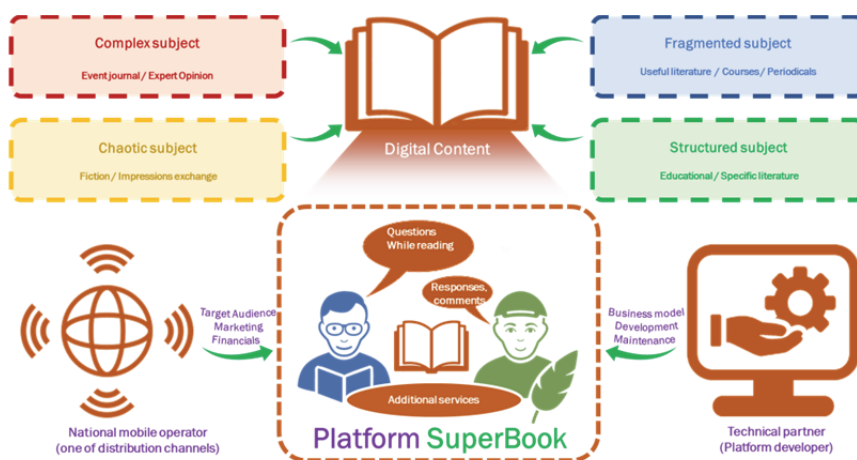 Complex subject
Event journal / Expert Opinion
Fragmented subject
Useful literature / Courses / Periodicals
Chaotic subject
Fiction / Impressions exchange
Digital Content
Structured subject
Educational / Specific literature
Questions
While reading
Responses,
comments
Target Audience
Marketing
Financials
Business model
Development
Maintenance
Additional services
Platform SuperBook
National mobile operator
(one of distribution channels)
Technical partner
(Platform developer)